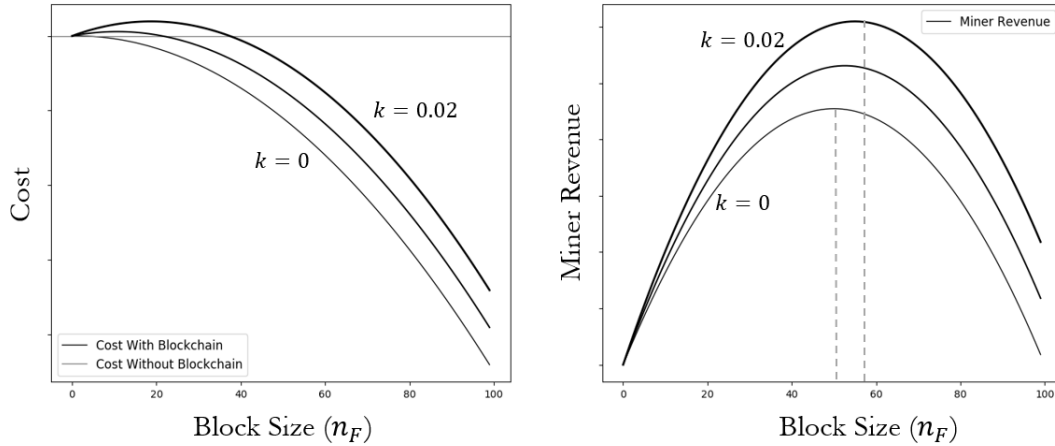 Cost
k = 0.02
k = 0
Cost With Blockchain
Cost Without Blockchain
0
20
40
60
80
100
Block Size (n_F)
Miner Revenue
Miner Revenue
k = 0.02
k = 0
0
20
40
60
80
100
Block Size (n_F)